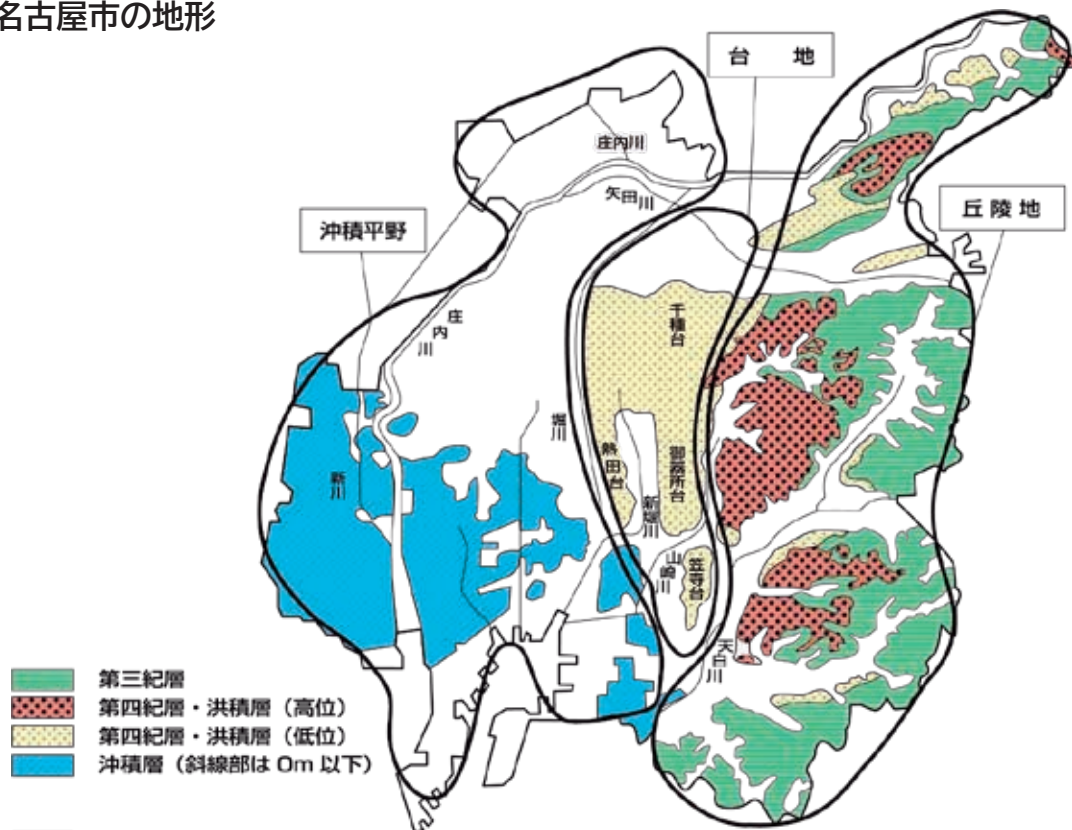 名古屋市の地形
台 地
庄内川
矢田川
丘陵地
沖積平野
千種台
庄内川
堀川
熱田台
御器所台
新川
新堀川
山崎川
笠寺台
天白川
第三紀層
第四紀層・洪積層（高位）
第四紀層・洪積層（低位）
沖積層（斜線部は 0m 以下）